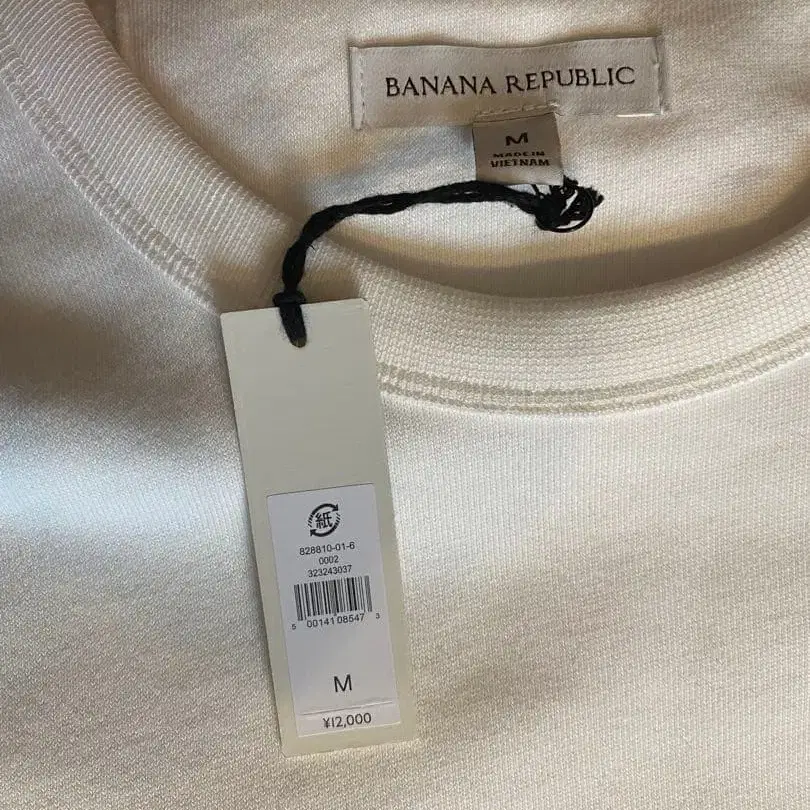 BANANA REPUBLIC
M
MADE IN
VIETNAM
紙
828810-01-6
0002
323243037
5 00141 08547 3
M
¥12,000